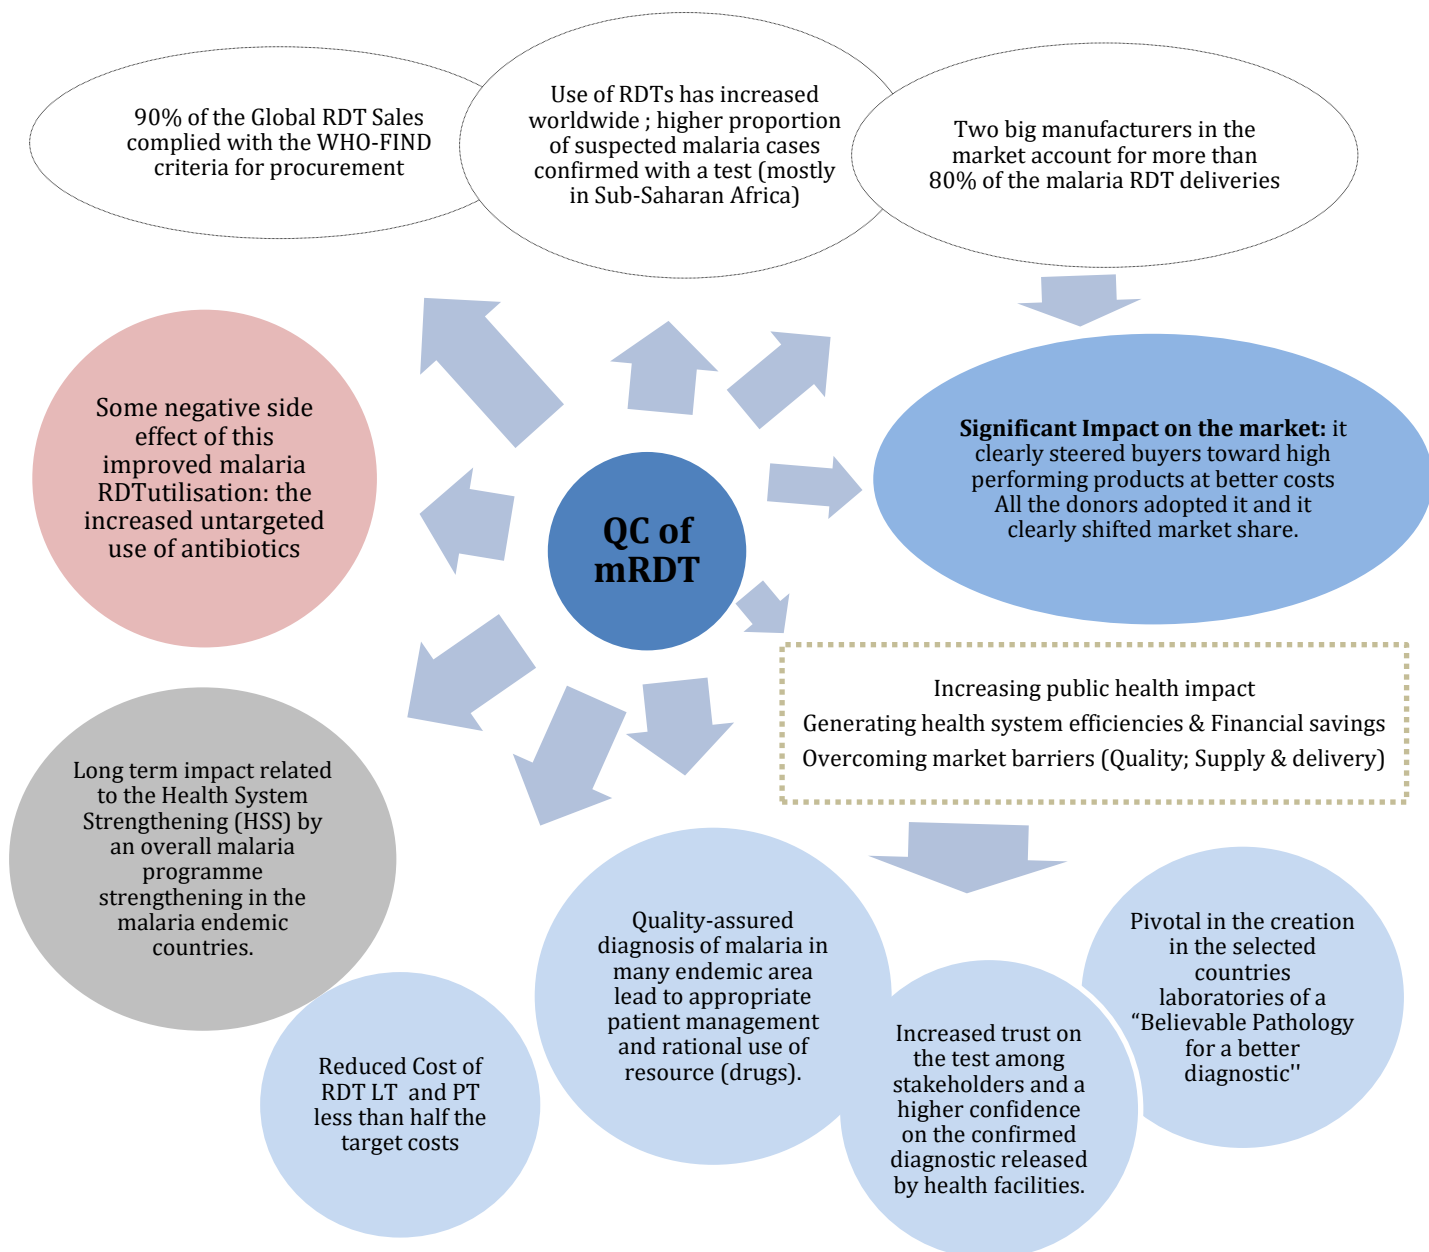 90% of the Global RDT Sales
complied with the WHO-FIND
criteria for procurement
Use of RDTs has increased
worldwide ; higher proportion
of suspected malaria cases
confirmed with a test (mostly
in Sub-Saharan Africa)
Two big manufacturers in the
market account for more than
80% of the malaria RDT deliveries
Some negative side
effect of this
improved malaria
RDTutilisation: the
increased untargeted
use of antibiotics
QC of
mRDT
Significant Impact on the market: it
clearly steered buyers toward high
performing products at better costs
All the donors adopted it and it
clearly shifted market share.
Increasing public health impact
Generating health system efficiencies & Financial savings
Overcoming market barriers (Quality; Supply & delivery)
Long term impact related
to the Health System
Strengthening (HSS) by
an overall malaria
programme
strengthening in the
malaria endemic
countries.
Reduced Cost of
RDT LT and PT
less than half the
target costs
Quality-assured
diagnosis of malaria in
many endemic area
lead to appropriate
patient management
and rational use of
resource (drugs).
Increased trust on
the test among
stakeholders and a
higher confidence
on the confirmed
diagnostic released
by health facilities.
Pivotal in the creation
in the selected
countries
laboratories of a
“Believable Pathology
for a better
diagnostic''